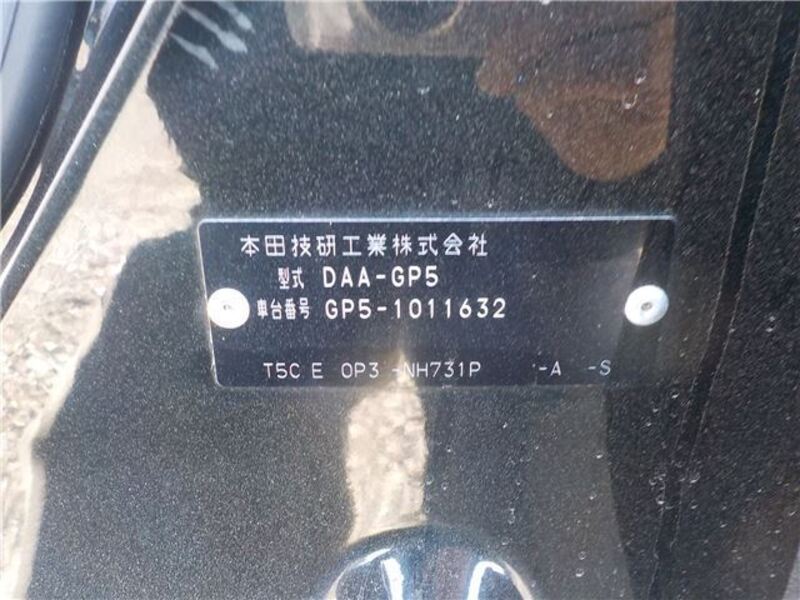 本田技研工業株式会社
型式 DAA-GP5
車台番号 GP5-1011632
T5C E OP3 -NH731P -A -S